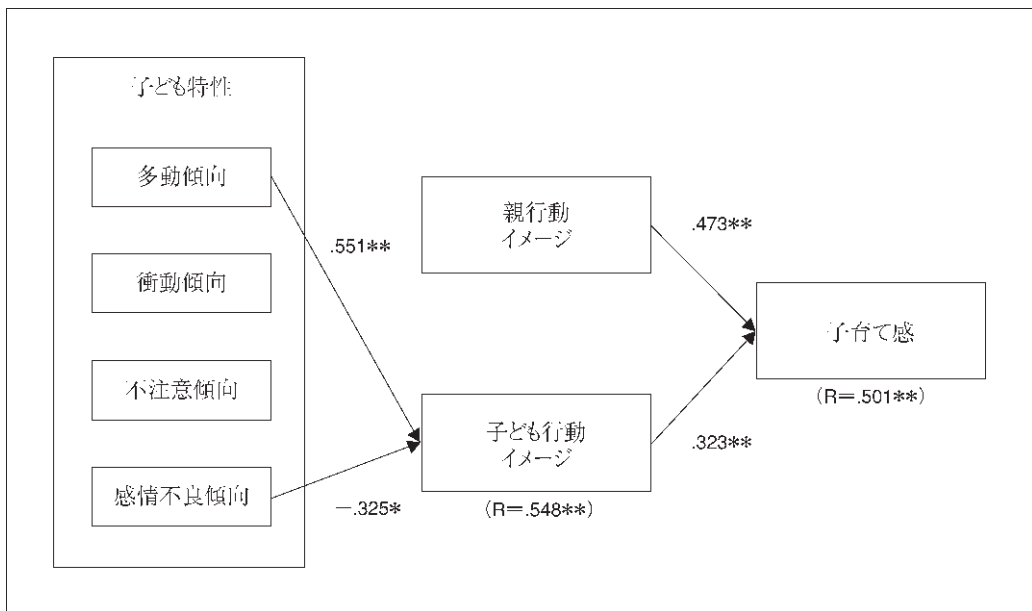 子ども特性
多動傾向
衝動傾向
不注意傾向
感情不良傾向
.551**
−.325*
親行動
イメージ
子ども行動
イメージ
(R=.548**)
.473**
.323**
子育て感
(R=.501**)